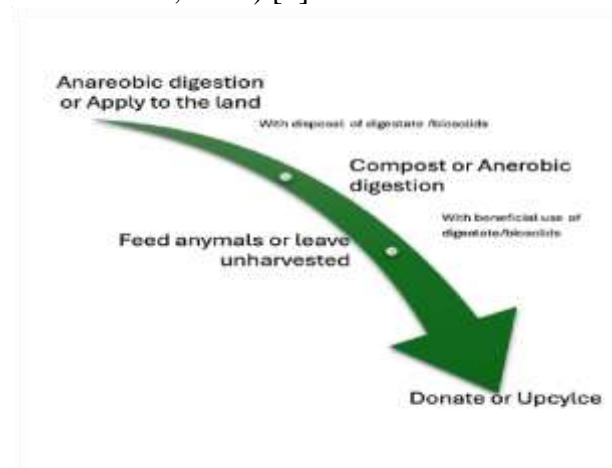 Anareobic digestion
or Apply to the land
With disposal of digestate /biosolids
Compost or Anerobic
digestion
With beneficial use of
digestate/biosolids
Feed anymals or leave
unharvested
Donate or Upcylce